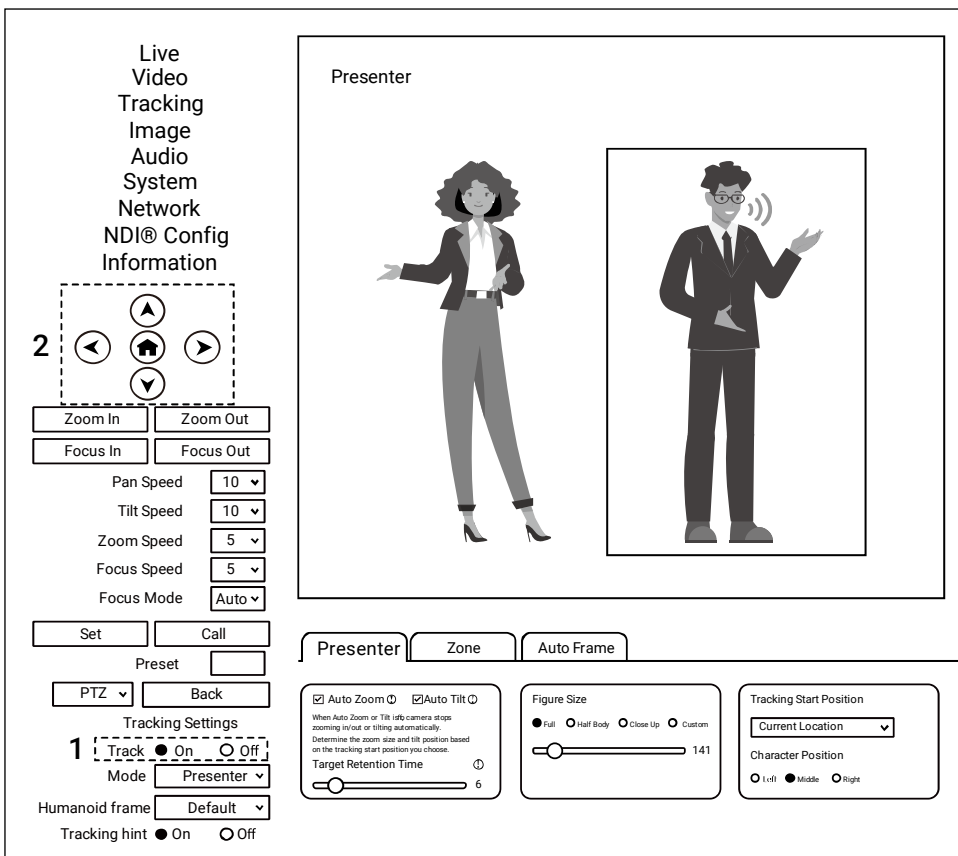 Live
Video
Tracking
Image
Audio
System
Network
NDI® Config
Information
2
Zoom In Zoom Out
Focus In Focus Out
Pan Speed 10
Tilt Speed 10
Zoom Speed 5
Focus Speed 5
Focus Mode Auto
Set Call
Preset
PTZ Back
Tracking Settings
1 Track On Off
Mode Presenter
Humanoid frame Default
Tracking hint On Off
Presenter
Presenter Zone Auto Frame
Auto Zoom Auto Tilt
When Auto Zoom or Tilt is camera stops
zooming in/out or tilting automatically.
Determine the zoom size and tilt position based
on the tracking start position you choose.
Target Retention Time
6
Figure Size
Full Half Body Close Up Custom
141
Tracking Start Position
Current Location
Character Position
Left Middle Right